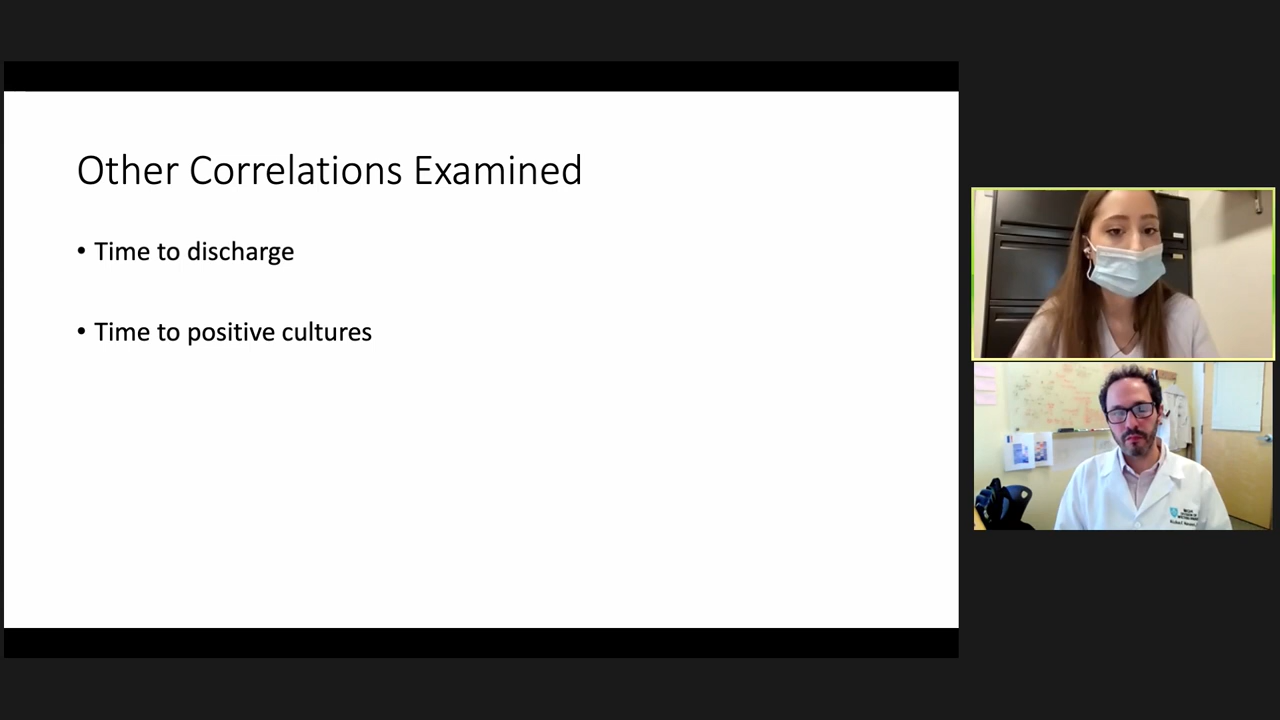 Other Correlations Examined
• Time to discharge
• Time to positive cultures